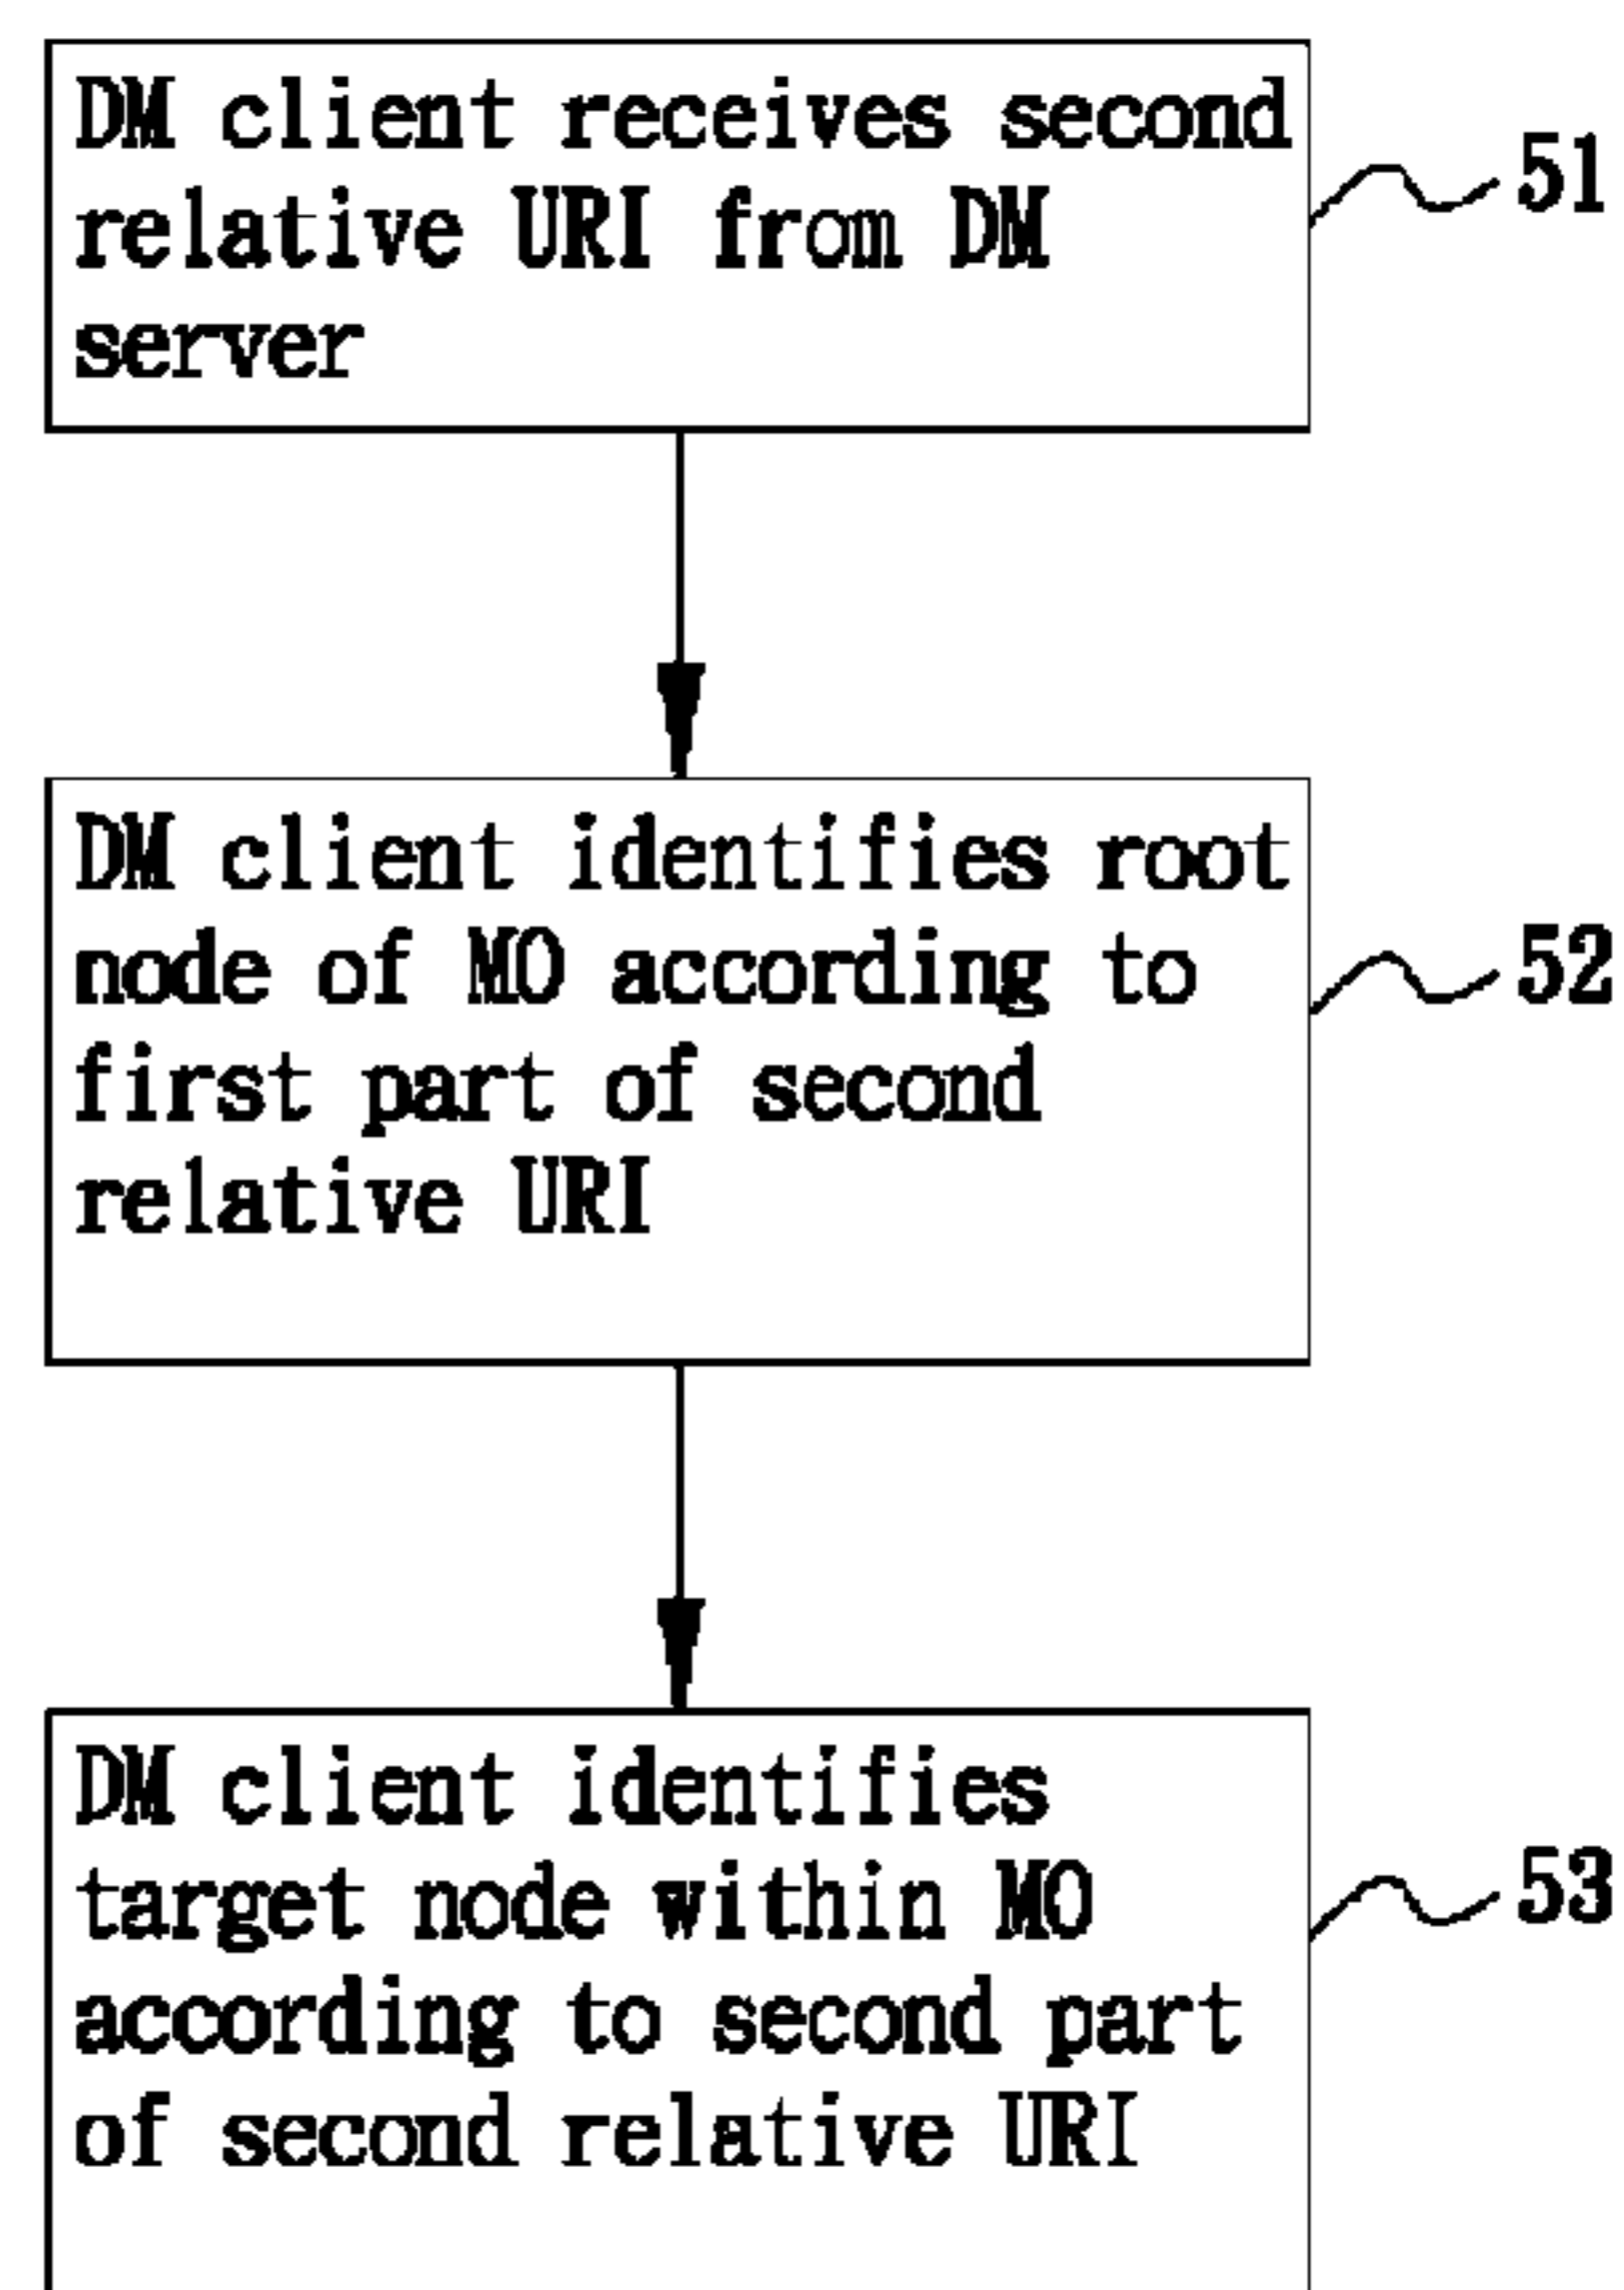 DM client receives second
relative URI from DM
server
51
DM client identifies root
node of MO according to
first part of second
relative URI
52
DM client identifies
target node within MO
according to second part
of second relative URI
53